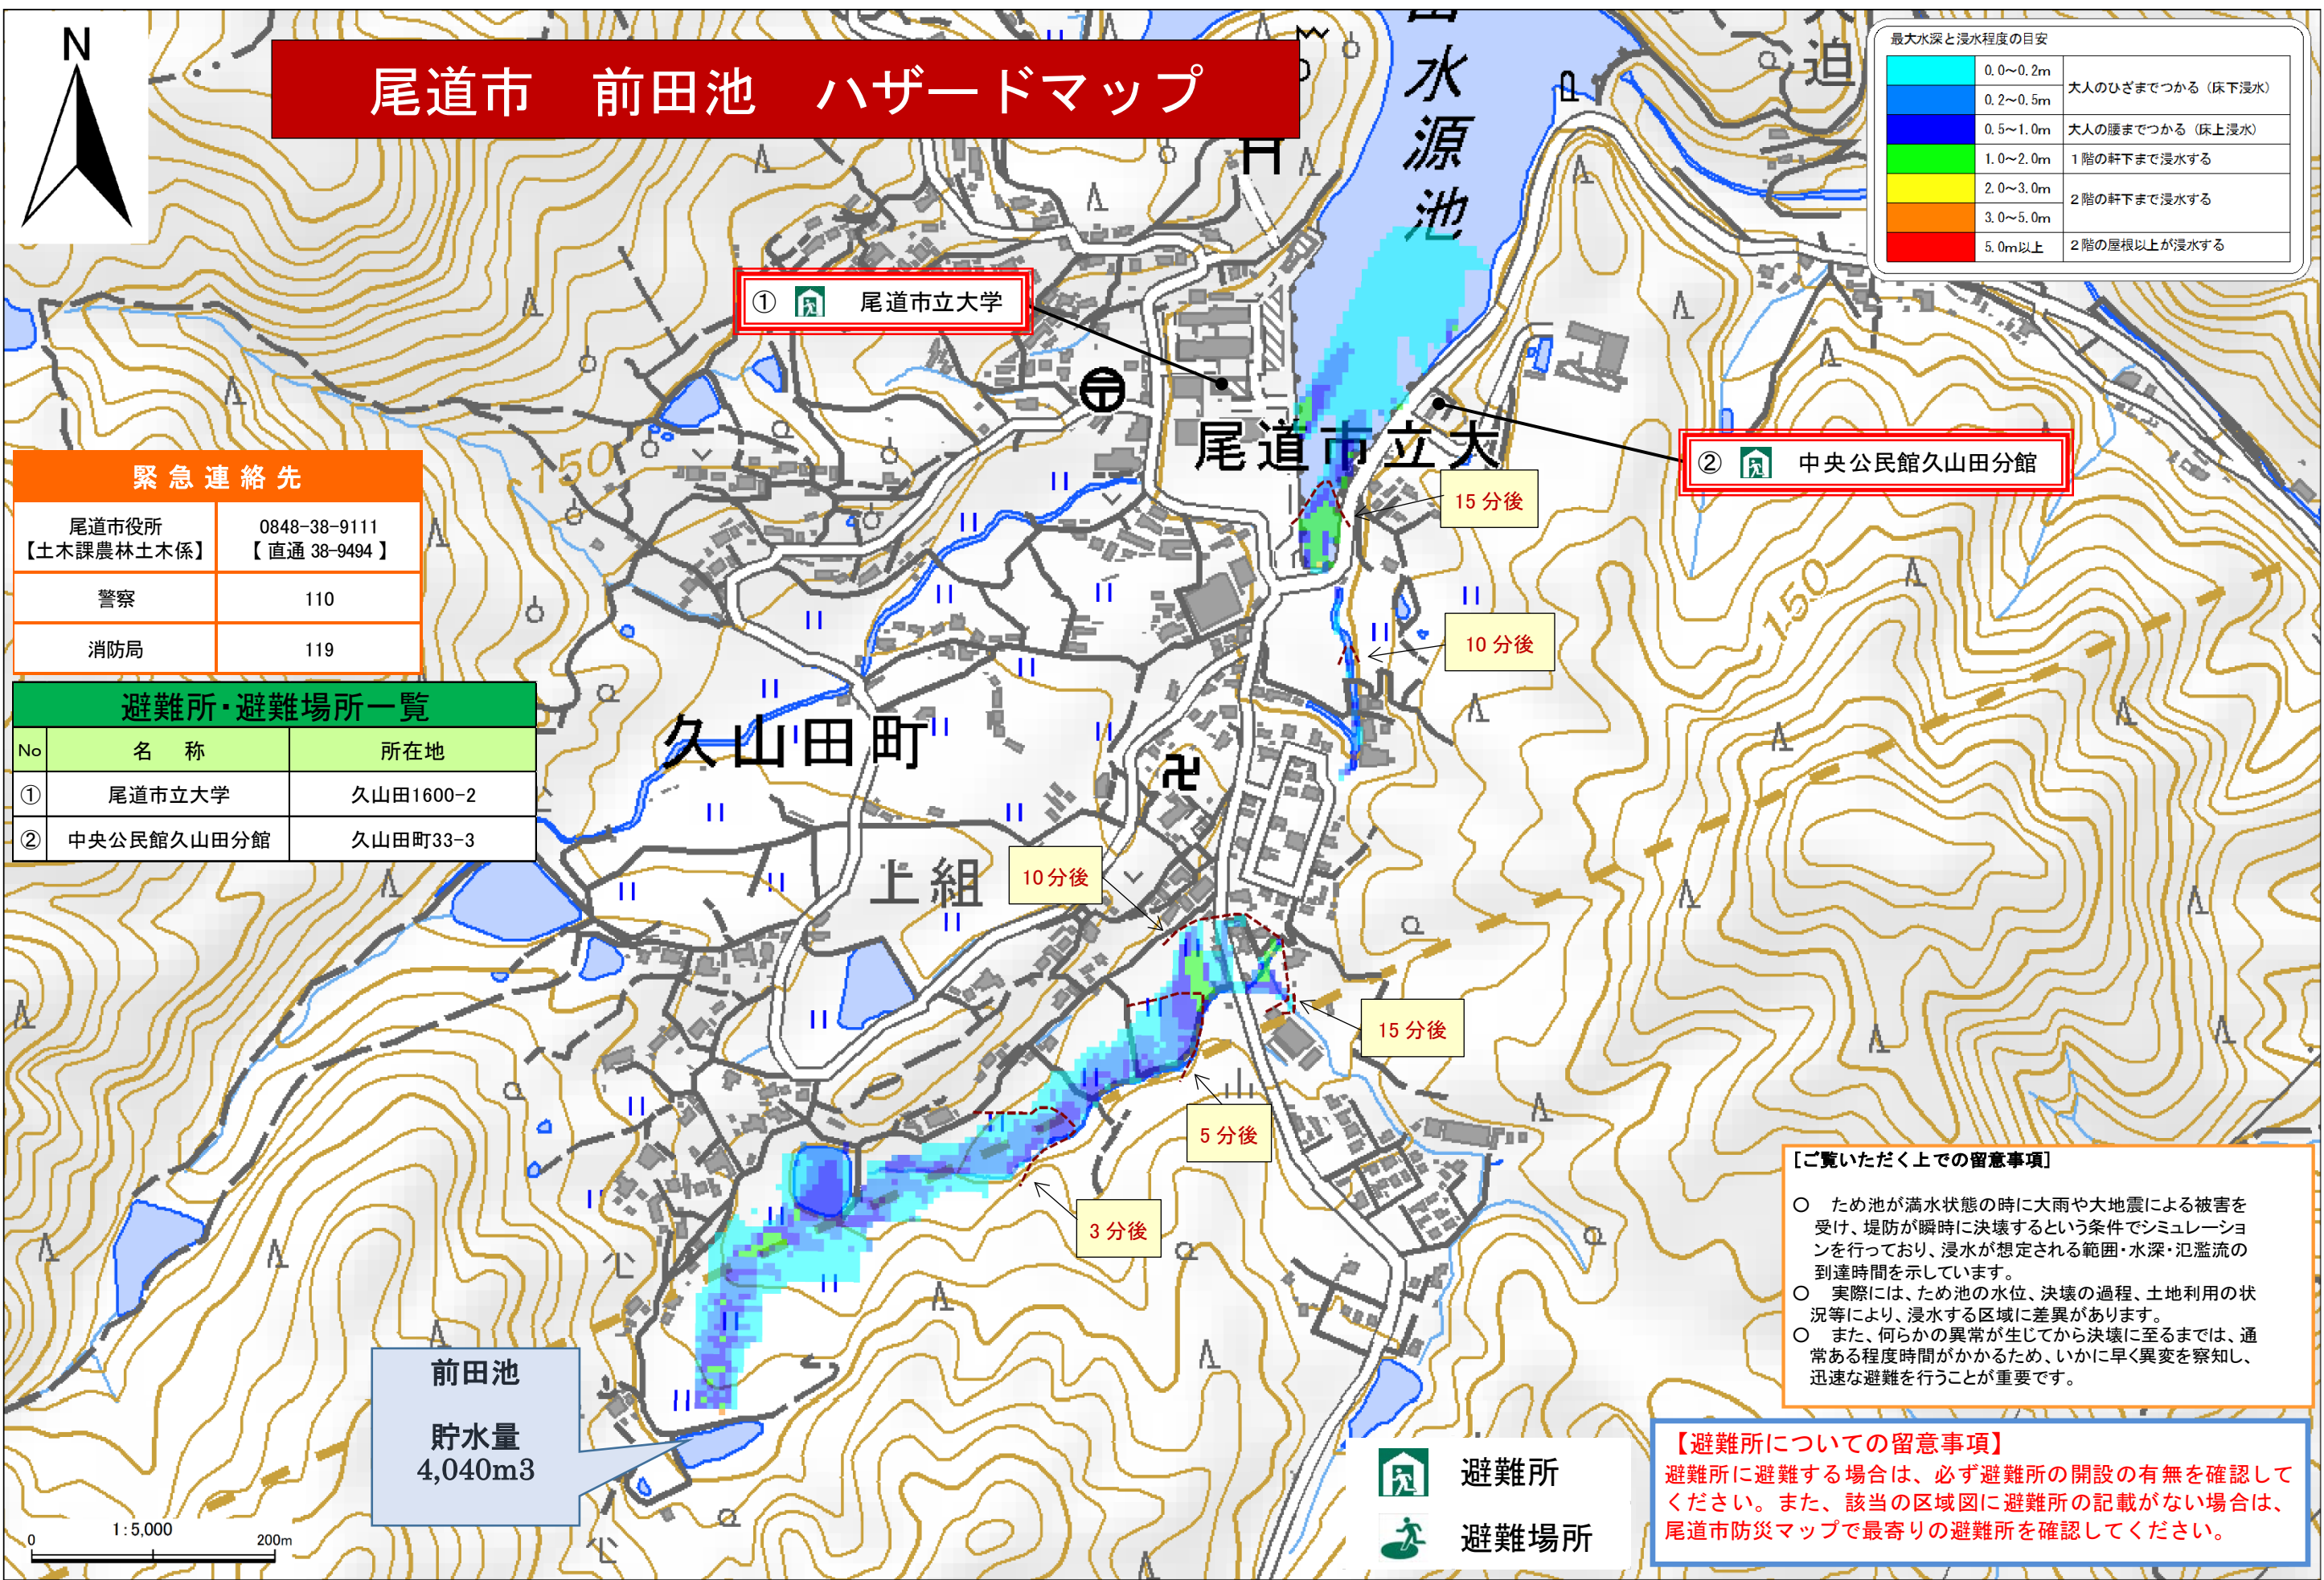 N
尾道市 前田池 ハザードマップ
水源池
迫
最大水深と浸水程度の目安
0.0～0.2m
大人のひざまでつかる（床下浸水）
0.2～0.5m
0.5～1.0m 大人の腰までつかる（床上浸水）
1.0～2.0m 1階の軒下まで浸水する
2.0～3.0m
2階の軒下まで浸水する
3.0～5.0m
5.0m以上 2階の屋根以上が浸水する
① 尾道市立大学
尾道市立大
② 中央公民館久山田分館
150
緊急連絡先
尾道市役所
【土木課農林土木係】
0848-38-9111
【 直通 38-9494 】
警察 110
消防局 119
15分後
10分後
150
避難所・避難場所一覧
No 名 称 所在地
① 尾道市立大学 久山田1600-2
② 中央公民館久山田分館 久山田町33-3
久山田町
上組
10分後
15分後
5分後
3分後
前田池
貯水量
4,040m3
[ご覧いただく上での留意事項]
○ ため池が満水状態の時に大雨や大地震による被害を
受け、堤防が瞬時に決壊するという条件でシミュレーショ
ンを行っており、浸水が想定される範囲・水深・氾濫流の
到達時間を示しています。
○ 実際には、ため池の水位、決壊の過程、土地利用の状
況等により、浸水する区域に差異があります。
○ また、何らかの異常が生じてから決壊に至るまでは、通
常ある程度時間がかかるため、いかに早く異変を察知し、
迅速な避難を行うことが重要です。
避難所
避難場所
【避難所についての留意事項】
避難所に避難する場合は、必ず避難所の開設の有無を確認して
ください。また、該当の区域図に避難所の記載がない場合は、
尾道市防災マップで最寄りの避難所を確認してください。
1:5,000
0 200m